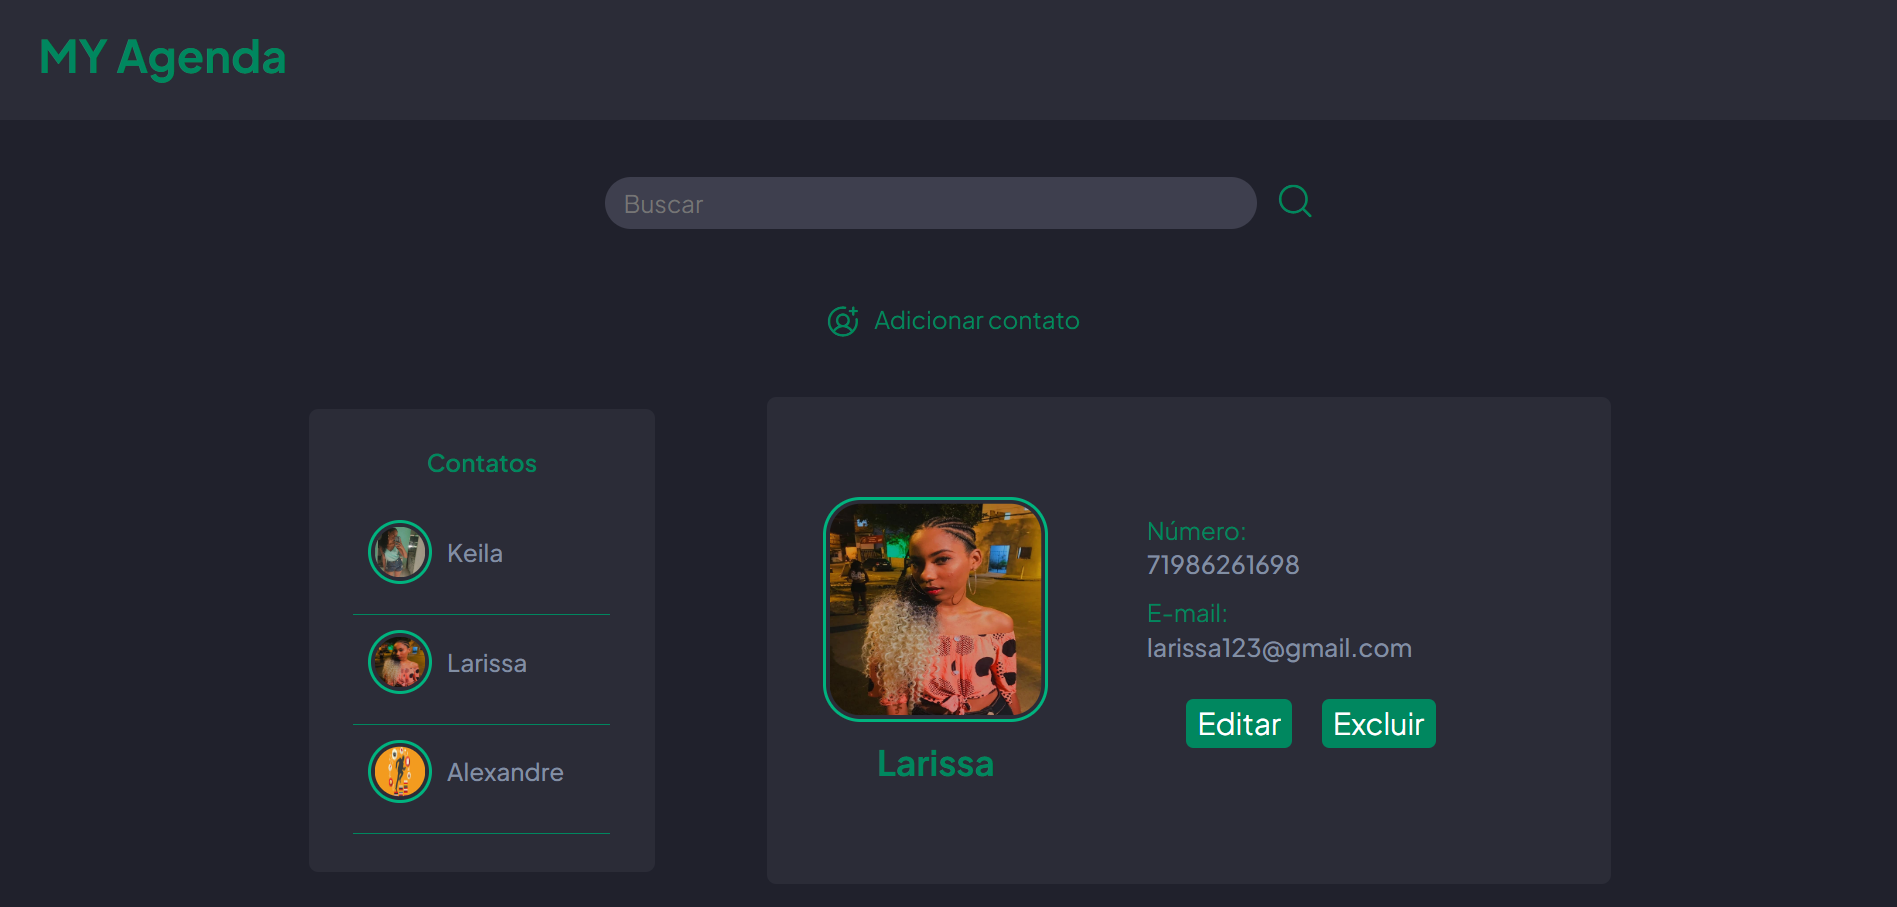 MY Agenda
Buscar
Adicionar contato
Contatos
Keila
Larissa
Alexandre
Larissa
Número:
71986261698
E-mail:
larissa123@gmail.com
Editar
Excluir